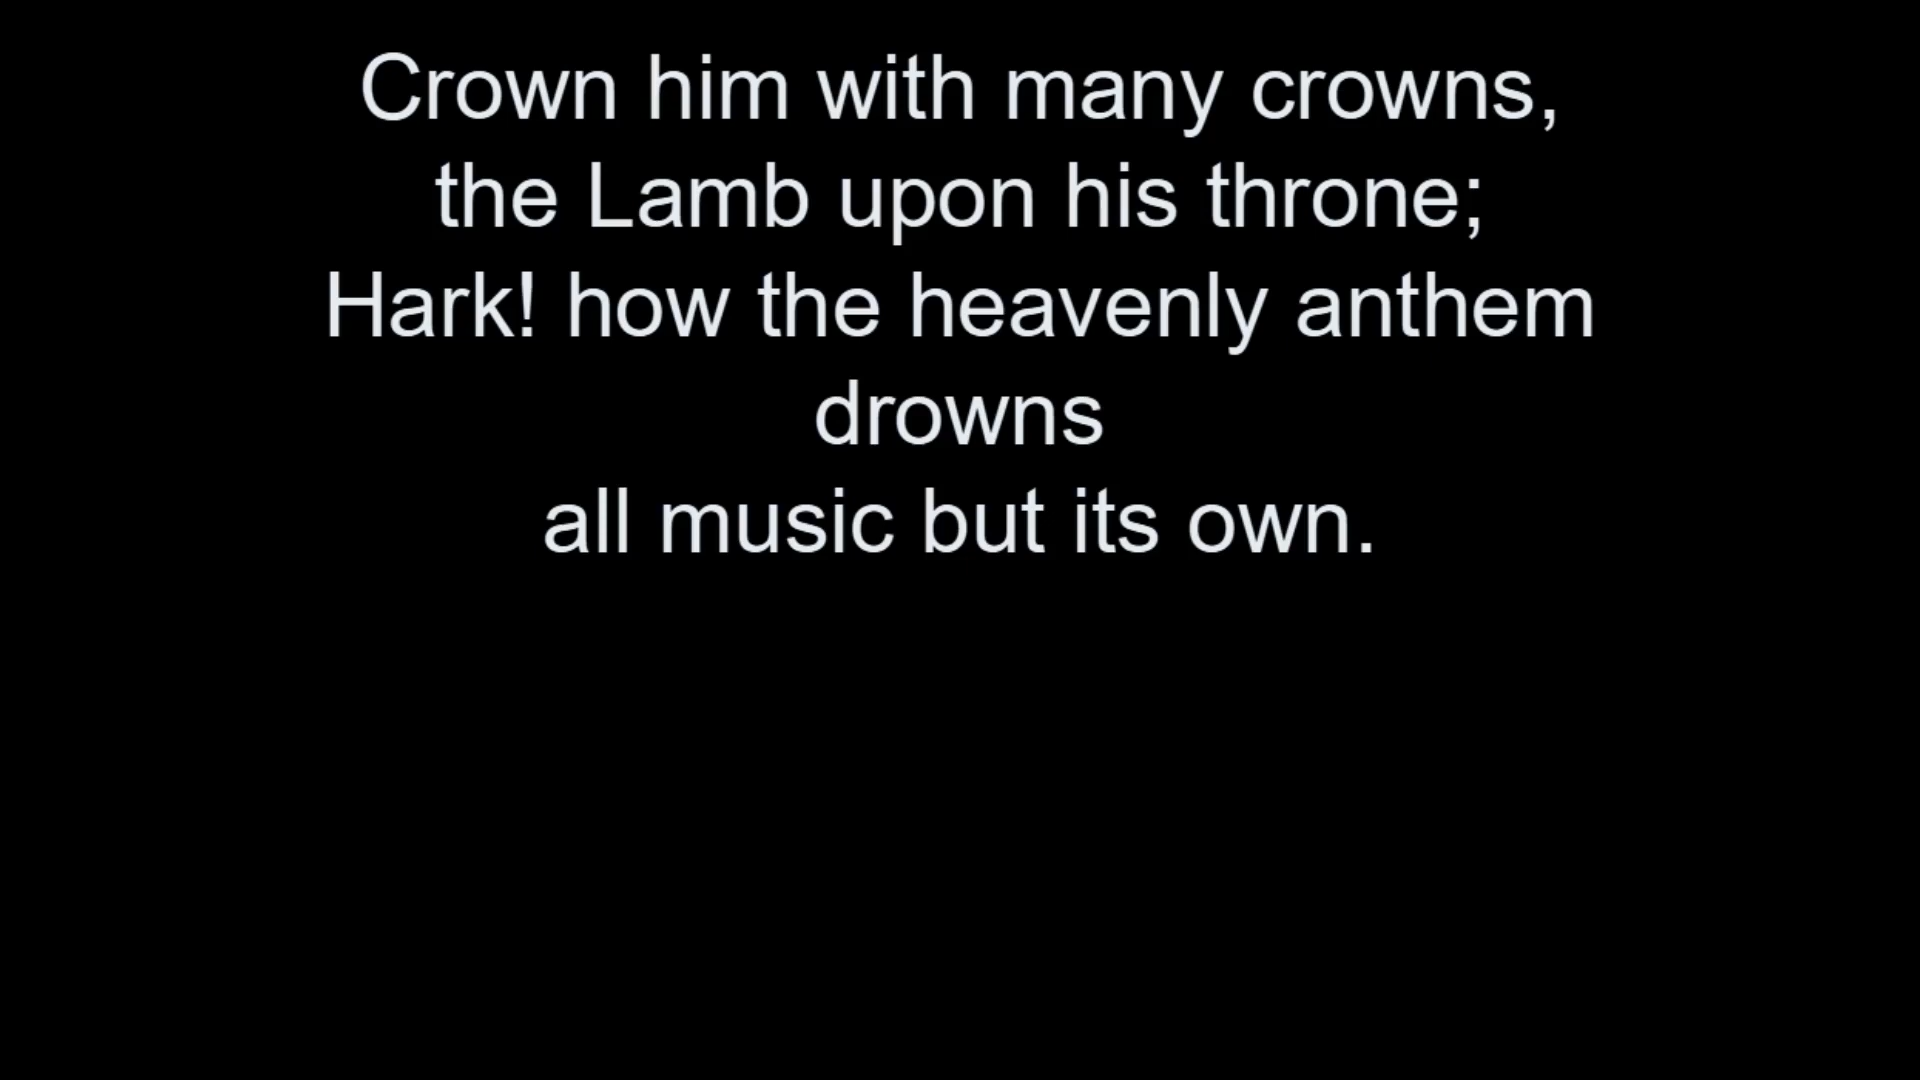 Crown him with many crowns,
the Lamb upon his throne;
Hark! how the heavenly anthem
drowns
all music but its own.